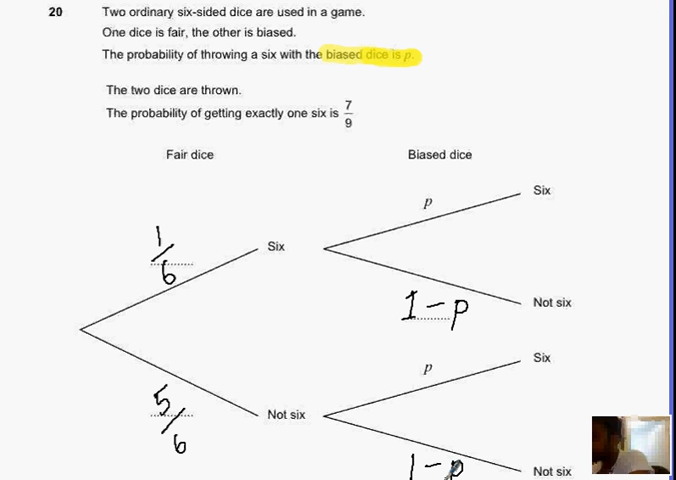 20 Two ordinary six-sided dice are used in a game.
One dice is fair, the other is biased.
The probability of throwing a six with the biased dice is p.
The two dice are thrown.
The probability of getting exactly one six is 7/9
Fair dice Biased dice
p Six
1/6 Six
1-p Not six
p Six
5/6 Not six
1-p Not six